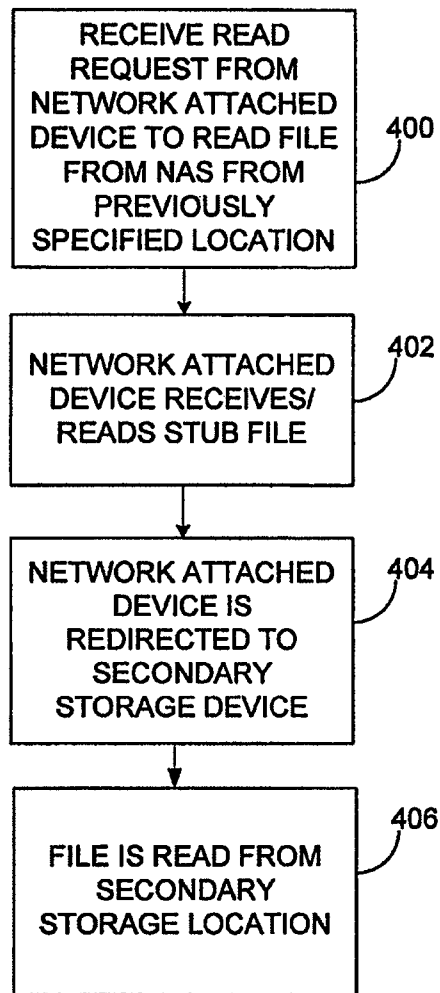 RECEIVE READ
REQUEST FROM
NETWORK ATTACHED
DEVICE TO READ FILE
FROM NAS FROM
PREVIOUSLY
SPECIFIED LOCATION
400
NETWORK ATTACHED
DEVICE RECEIVES/
READS STUB FILE
402
NETWORK ATTACHED
DEVICE IS
REDIRECTED TO
SECONDARY
STORAGE DEVICE
404
FILE IS READ FROM
SECONDARY
STORAGE LOCATION
406